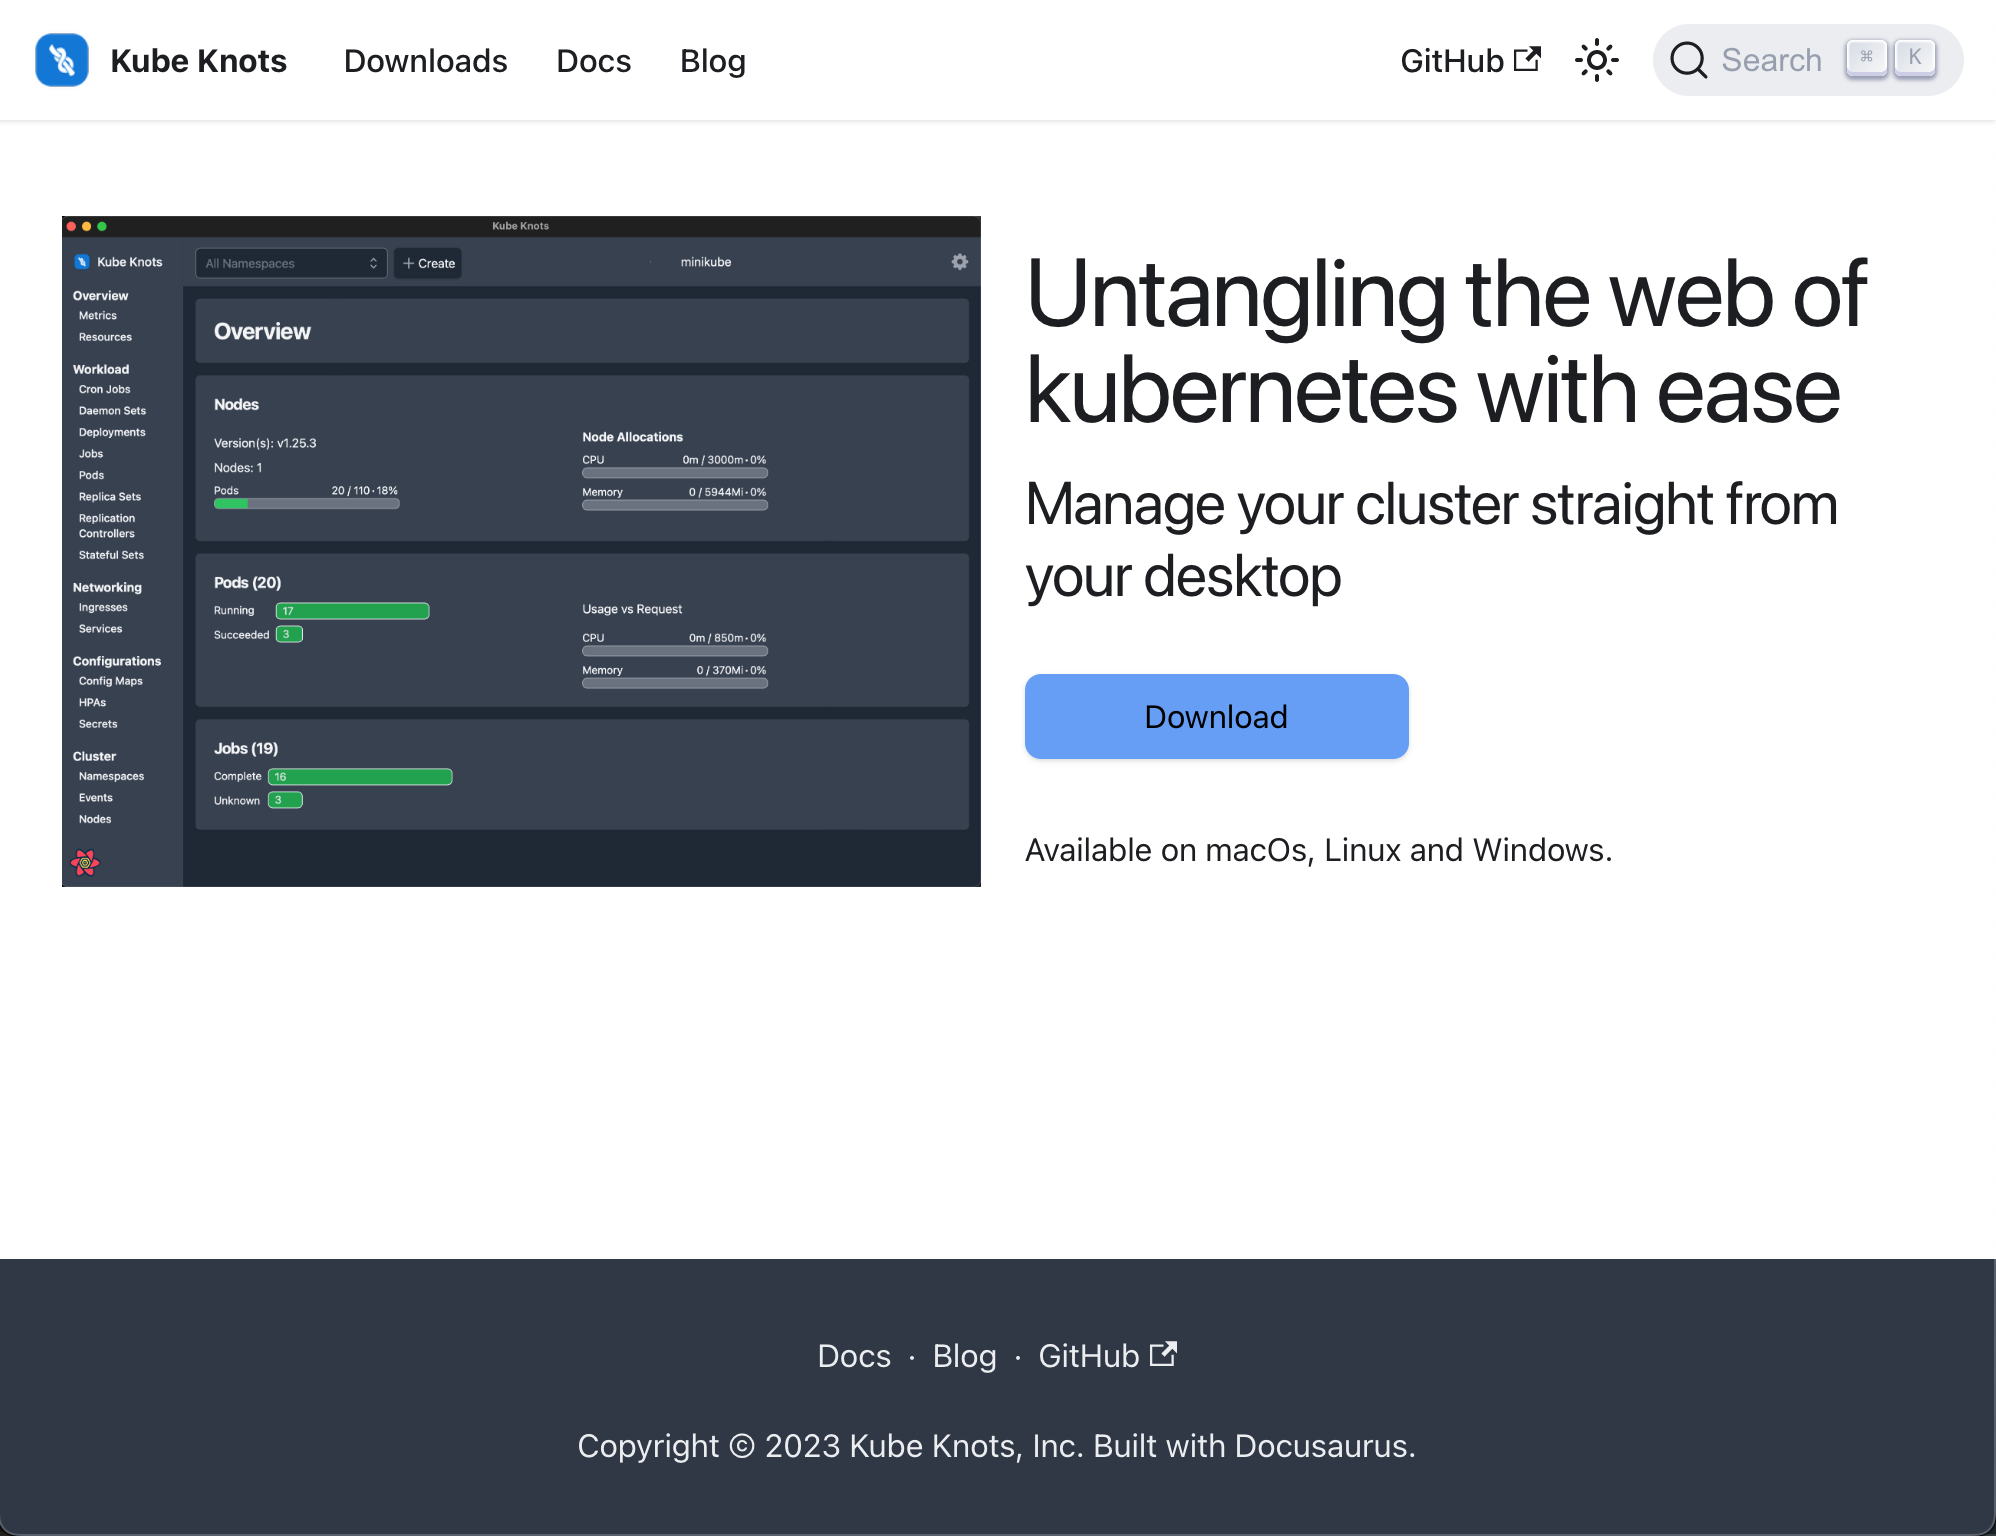 Kube Knots Downloads Docs Blog GitHub Search ⌘ K
Kube Knots
Kube Knots
All Namespaces
+ Create
minikube
Overview
Metrics
Resources
Workload
Cron Jobs
Daemon Sets
Deployments
Jobs
Pods
Replica Sets
Replication
Controllers
Stateful Sets
Networking
Ingresses
Services
Configurations
Config Maps
HPAs
Secrets
Cluster
Namespaces
Events
Nodes
Overview
Nodes
Version(s): v1.25.3
Nodes: 1
Pods 20 / 110 · 18%
Node Allocations
CPU 0m / 3000m · 0%
Memory 0 / 5944Mi · 0%
Pods (20)
Running 17
Succeeded 3
Usage vs Request
CPU 0m / 850m · 0%
Memory 0 / 370Mi · 0%
Jobs (19)
Complete 16
Unknown 3
Untangling the web of
kubernetes with ease
Manage your cluster straight from
your desktop
Download
Available on macOs, Linux and Windows.
Docs · Blog · GitHub
Copyright © 2023 Kube Knots, Inc. Built with Docusaurus.